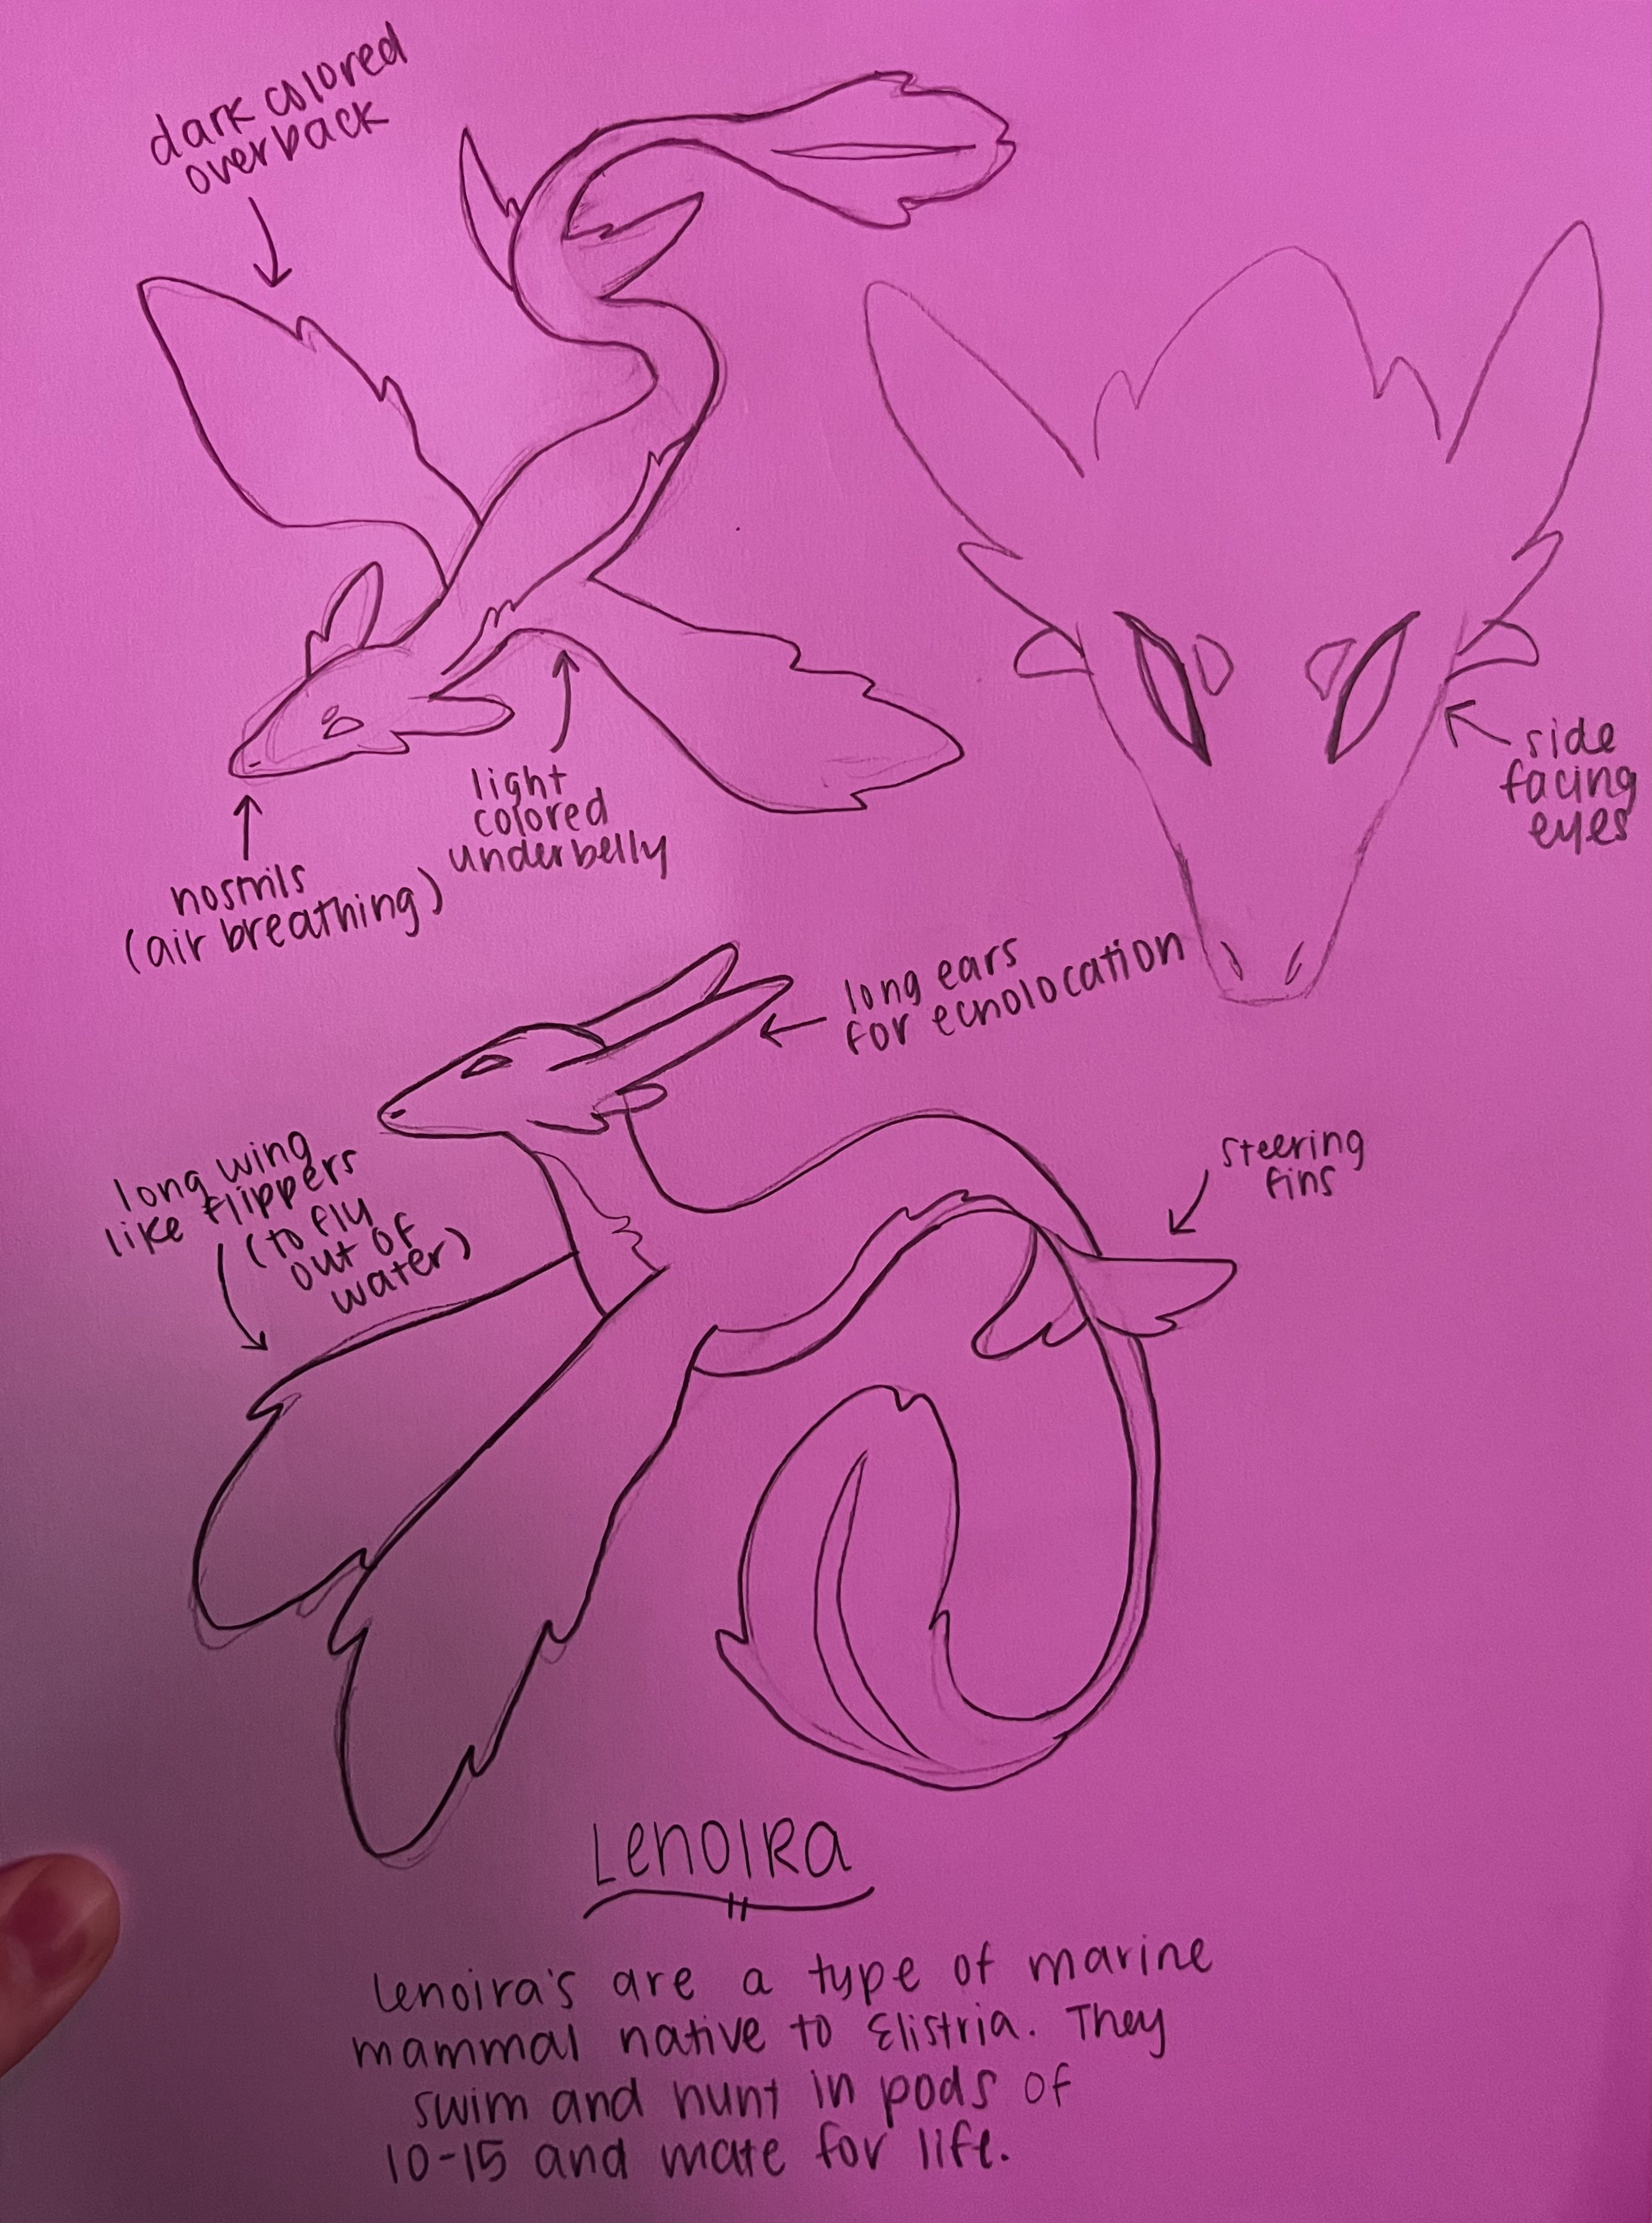 dark colored
overback
nostrils
(air breathing)
light
colored
underbelly
side
facing
eyes
long ears
for echolocation
long wing
like flippers
(to fly
out of
water)
steering
fins
Lenoira
Lenoira's are a type of marine
mammal native to Elistria. They
swim and hunt in pods of
10-15 and mate for life.